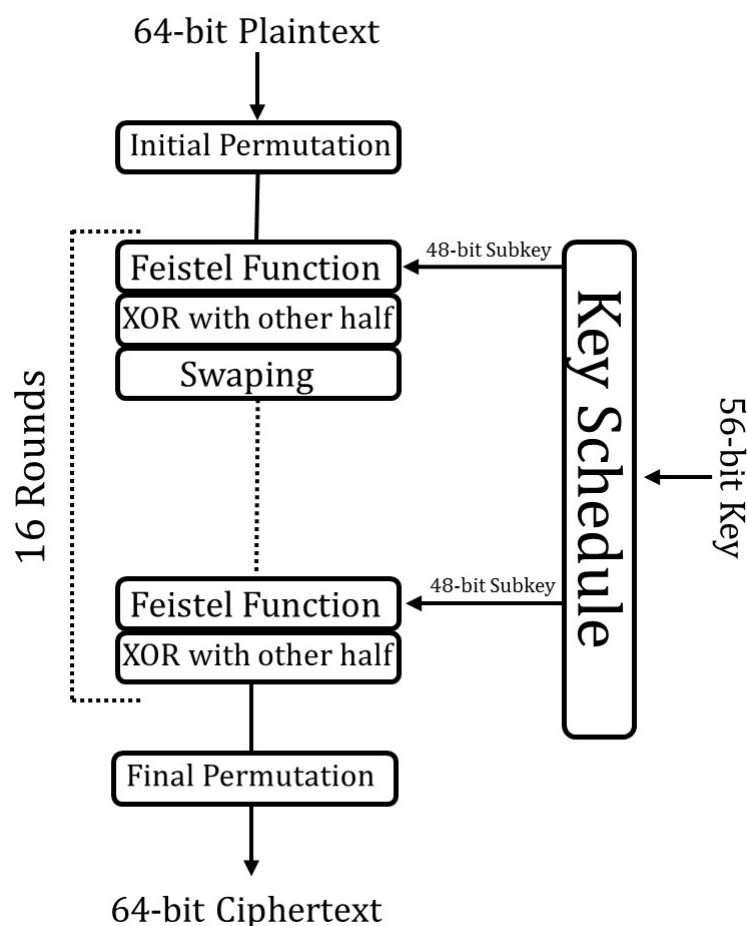 64-bit Plaintext
Initial Permutation
Feistel Function
48-bit Subkey
XOR with other half
Swaping
16 Rounds
Key Schedule
56-bit Key
Feistel Function
48-bit Subkey
XOR with other half
Final Permutation
64-bit Ciphertext